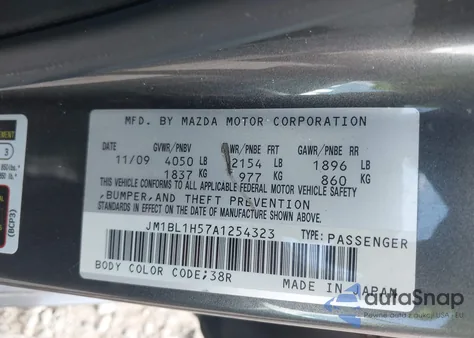 MFD. BY MAZDA MOTOR CORPORATION
DATE GVWR/PNBV GAWR/PNBE FRT GAWR/PNBE RR
11/09 4050 LB 2154 LB 1896 LB
1837 KG 977 KG 860 KG
THIS VEHICLE CONFORMS TO ALL APPLICABLE FEDERAL MOTOR VEHICLE SAFETY
,BUMPER,AND THEFT PREVENTION
STANDARDS IN EFFECT ON THE DATE OF MANUFACTURE SHOWN ABOVE.
JM1BL1H57A1254323 TYPE:PASSENGER
BODY COLOR CODE;38R MADE IN JAPAN
(BCP3)
3
autoSnap